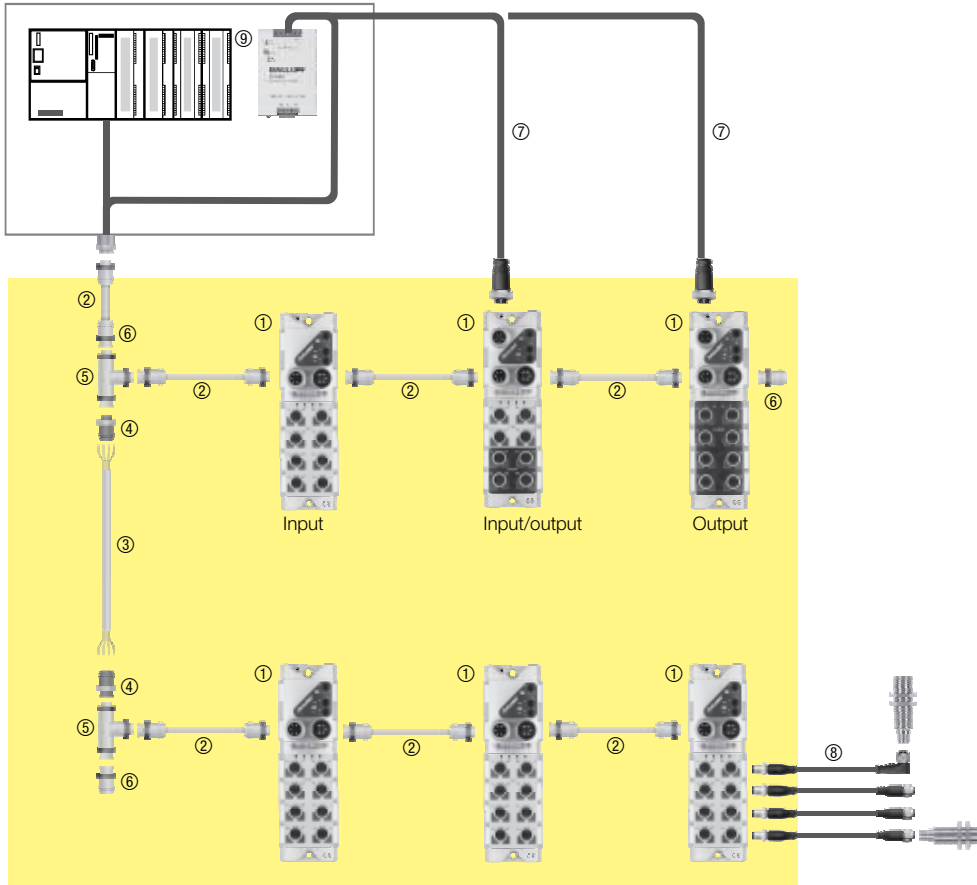 ⑨
⑦ ⑦
②
⑥ ① ① ①
⑤ ② ② ② ⑥
④
Input Input/output Output
③
④ ① ① ①
⑤ ② ② ②
⑥ ⑧